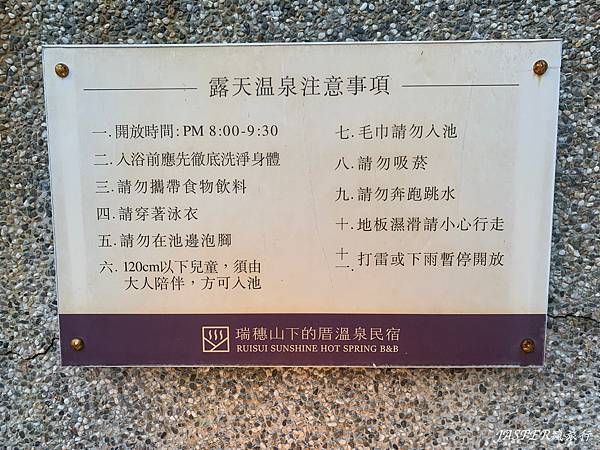 露天溫泉注意事項
一.開放時間:PM 8:00-9:30
二.入浴前應先徹底洗淨身體
三.請勿攜帶食物飲料
四.請穿著泳衣
五.請勿在池邊泡腳
六. 120cm以下兒童，須由
大人陪伴，方可入池
七.毛巾請勿入池
八.請勿吸菸
九.請勿奔跑跳水
十.地板濕滑請小心行走
十一.打雷或下雨暫停開放
瑞穗山下的厝溫泉民宿
RUISUI SUNSHINE HOT SPRING B&B
JASPER瘋旅行